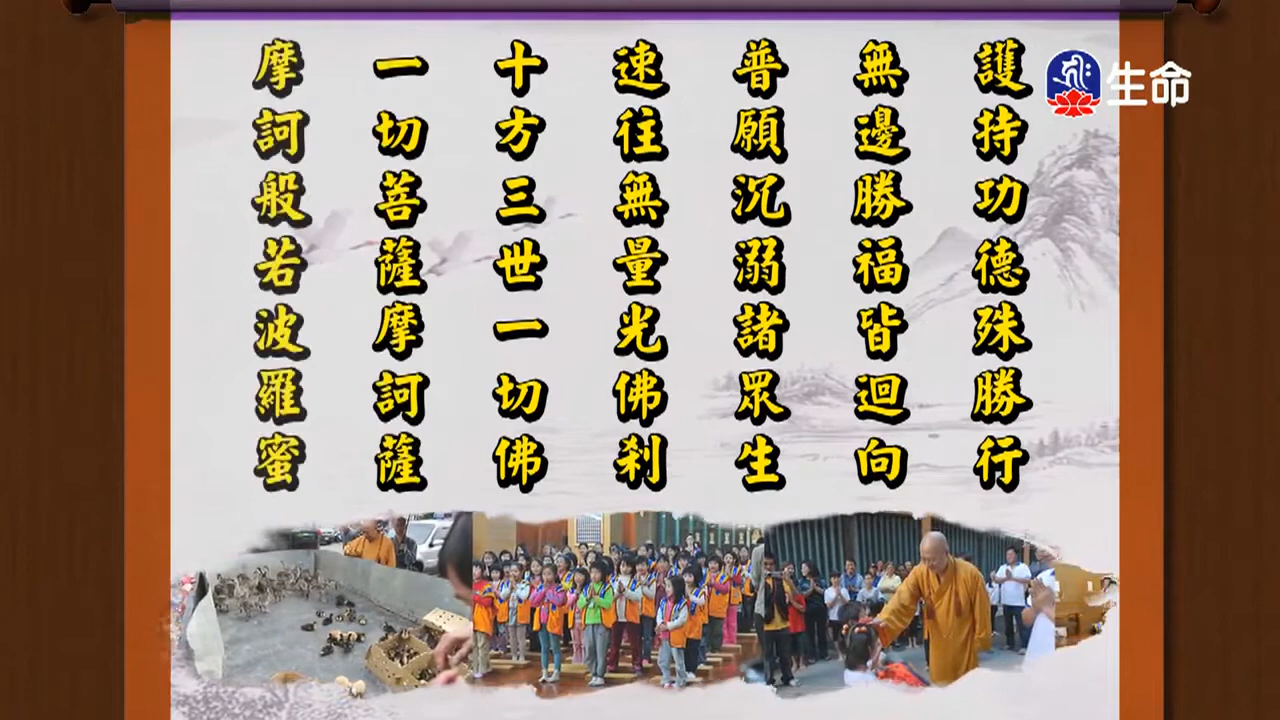 護持功德殊勝行
無邊勝福皆迴向
普願沉溺諸眾生
速往無量光佛剎
十方三世一切佛
一切菩薩摩訶薩
摩訶般若波羅蜜
生命